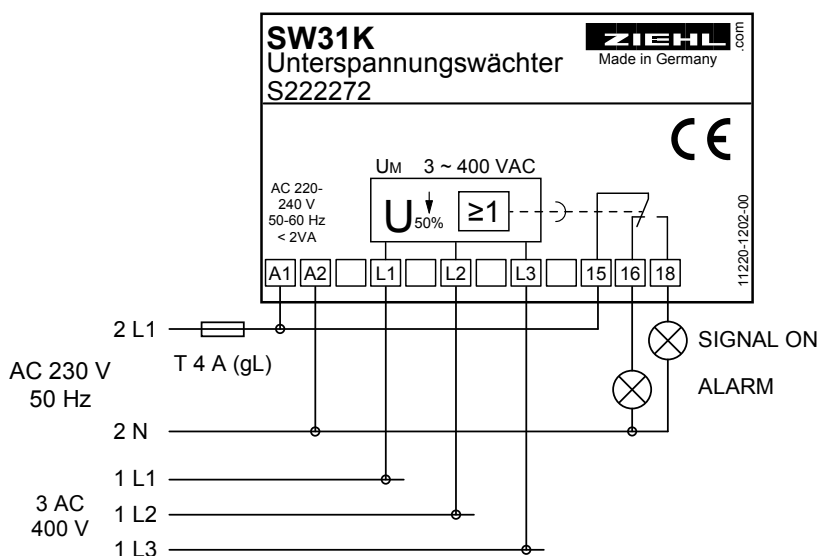 SW31K
ZIEHL .com
Unterspannungswächter
Made in Germany
S222272
CE
UM 3 ~ 400 VAC
AC 220-
240 V
50-60 Hz
< 2VA
U 50% ≥1
11220-1202-00
A1 A2 L1 L2 L3 15 16 18
2 L1
T 4 A (gL)
SIGNAL ON
AC 230 V
50 Hz
ALARM
2 N
1 L1
3 AC
400 V
1 L2
1 L3